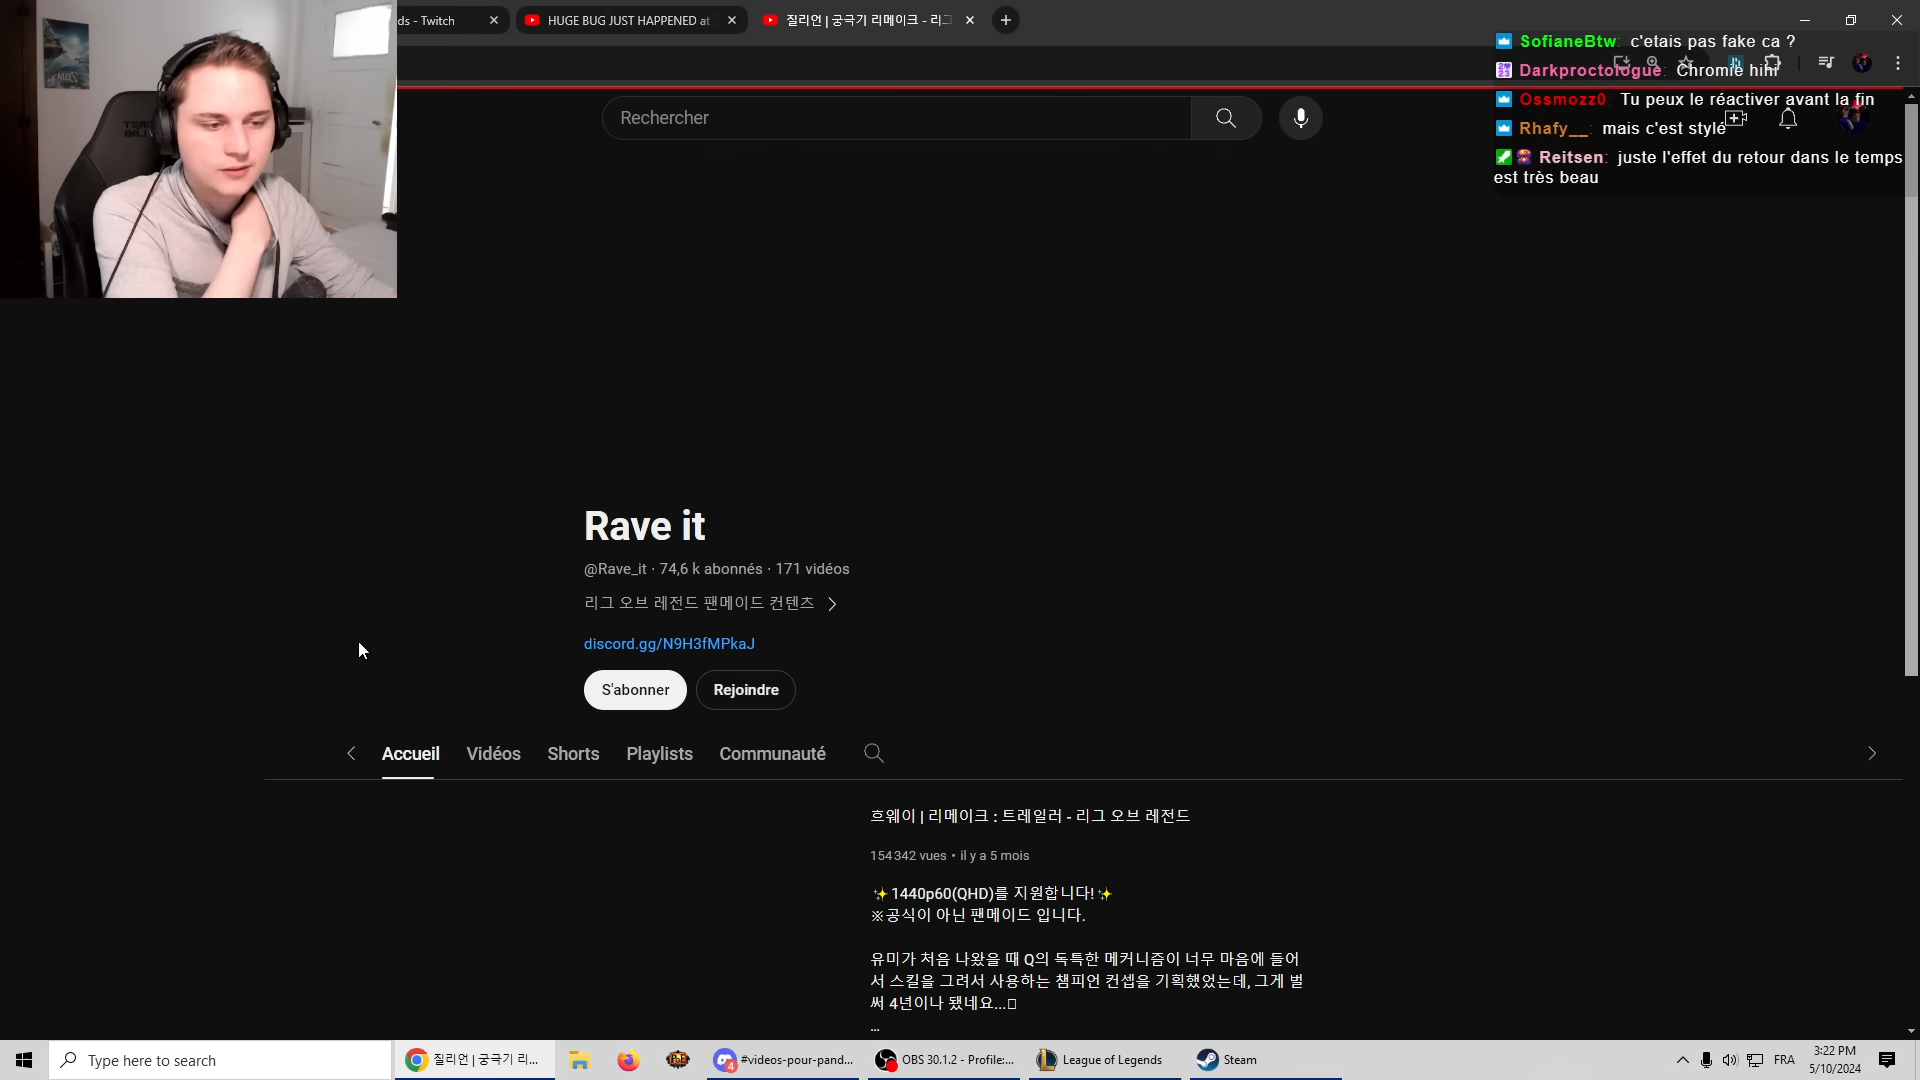 ds - Twitch
HUGE BUG JUST HAPPENED at
질리언 | 궁극기 리메이크 - 리그
SofianeBtw: c'etais pas fake ca ?
Darkproctologue: Chromie hihi
Ossmozz0: Tu peux le réactiver avant la fin
Rhafy__: mais c'est stylé
Reitsen: juste l'effet du retour dans le temps
est très beau
Rechercher
Rave it
@Rave_it · 74,6 k abonnés · 171 vidéos
리그 오브 레전드 팬메이드 컨텐츠
discord.gg/N9H3fMPkaJ
S'abonner
Rejoindre
Accueil
Vidéos
Shorts
Playlists
Communauté
흐웨이 | 리메이크 : 트레일러 - 리그 오브 레전드
154 342 vues • il y a 5 mois
✨1440p60(QHD)를 지원합니다!✨
※공식이 아닌 팬메이드 입니다.
유미가 처음 나왔을 때 Q의 독특한 메커니즘이 너무 마음에 들어
서 스킬을 그려서 사용하는 챔피언 컨셉을 기획했었는데, 그게 벌
써 4년이나 됐네요...
...
Type here to search
질리언 | 궁극기 리...
4
#videos-pour-pand...
OBS 30.1.2 - Profile:...
League of Legends
Steam
FRA
3:22 PM
5/10/2024